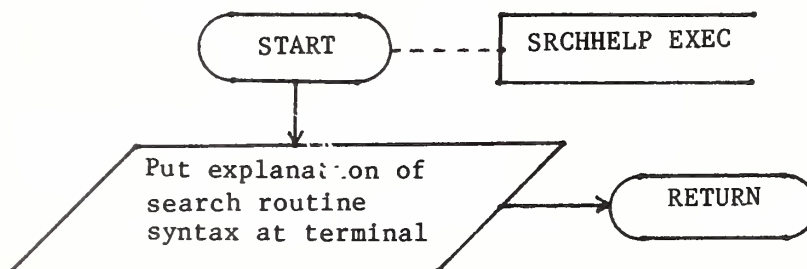 START
SRCHHELP EXEC
Put explanation of
search routine
syntax at terminal
RETURN